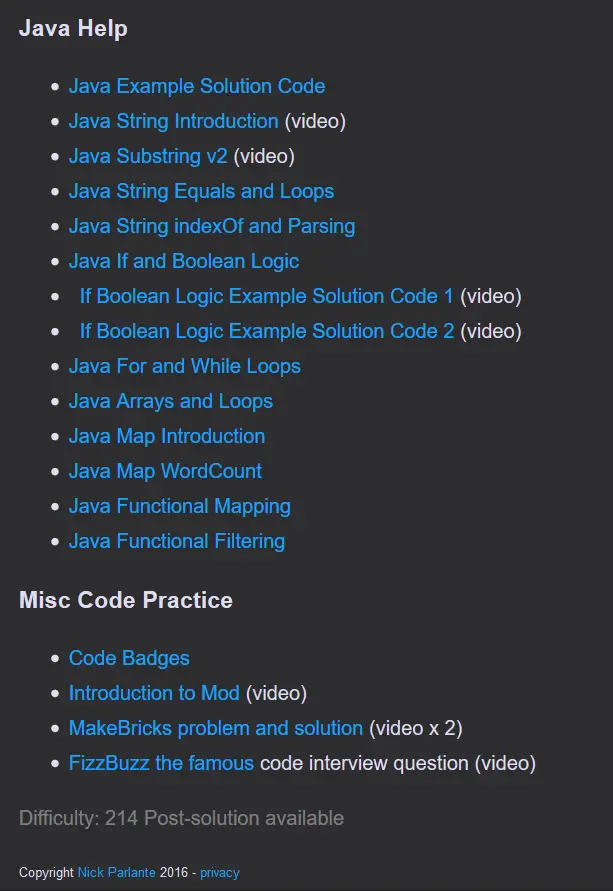 Java Help
Java Example Solution Code
Java String Introduction (video)
Java Substring v2 (video)
Java String Equals and Loops
Java String indexOf and Parsing
Java If and Boolean Logic
If Boolean Logic Example Solution Code 1 (video)
If Boolean Logic Example Solution Code 2 (video)
Java For and While Loops
Java Arrays and Loops
Java Map Introduction
Java Map WordCount
Java Functional Mapping
Java Functional Filtering
Misc Code Practice
Code Badges
Introduction to Mod (video)
MakeBricks problem and solution (video x 2)
FizzBuzz the famous code interview question (video)
Difficulty: 214 Post-solution available
Copyright Nick Parlante 2016 - privacy